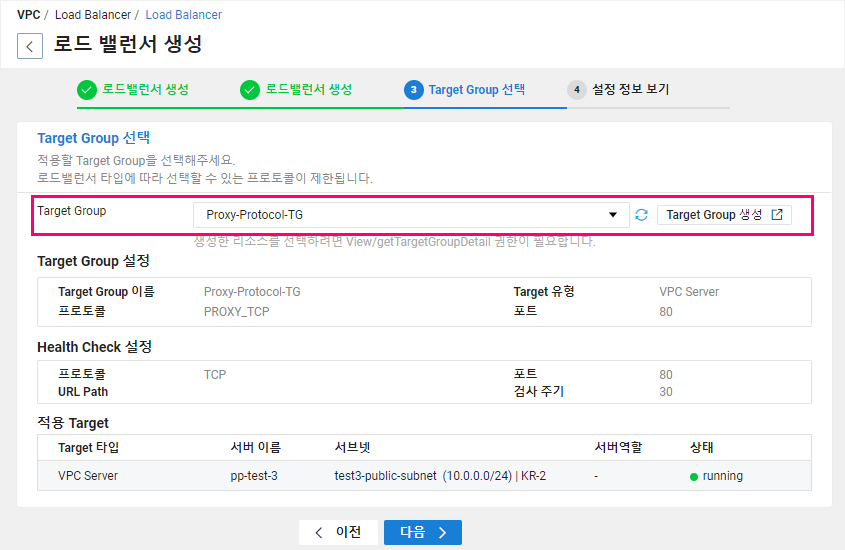 VPC / Load Balancer / Load Balancer
로드 밸런서 생성
로드밸런서 생성 로드밸런서 생성 3 Target Group 선택 4 설정 정보 보기
Target Group 선택
적용할 Target Group을 선택해주세요.
로드밸런서 타입에 따라 선택할 수 있는 프로토콜이 제한됩니다.
Target Group Proxy-Protocol-TG Target Group 생성
생성한 리소스를 선택하려면 View/getTargetGroupDetail 권한이 필요합니다.
Target Group 설정
Target Group 이름 Proxy-Protocol-TG Target 유형 VPC Server
프로토콜 PROXY_TCP 포트 80
Health Check 설정
프로토콜 TCP 포트 80
URL Path 검사 주기 30
적용 Target
Target 타입 서버 이름 서브넷 서버역할 상태
VPC Server pp-test-3 test3-public-subnet (10.0.0.0/24) | KR-2 - running
이전 다음